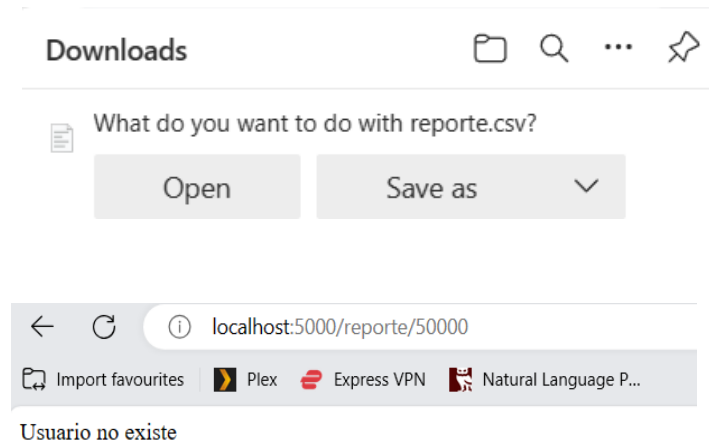 Downloads
What do you want to do with reporte.csv?
Open Save as
localhost:5000/reporte/50000
Import favourites Plex Express VPN Natural Language P...
Usuario no existe